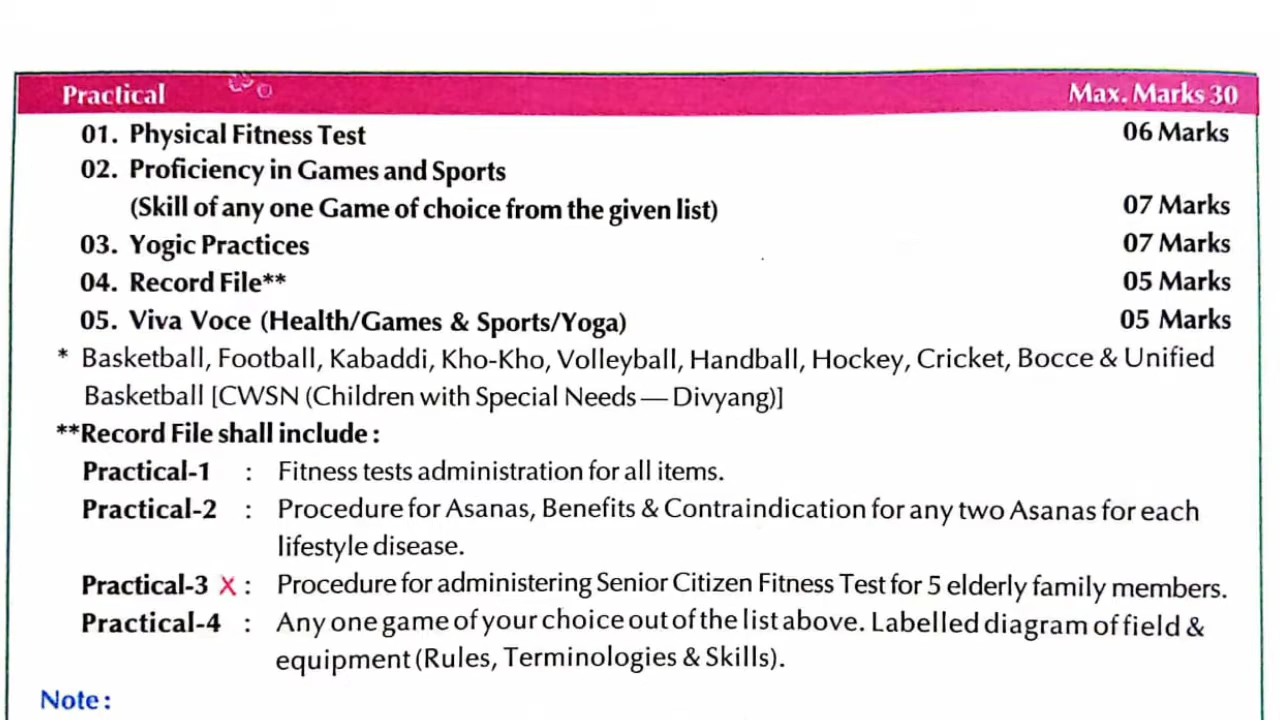 Practical Max. Marks 30
01. Physical Fitness Test 06 Marks
02. Proficiency in Games and Sports
(Skill of any one Game of choice from the given list) 07 Marks
03. Yogic Practices 07 Marks
04. Record File** 05 Marks
05. Viva Voce (Health/Games & Sports/Yoga) 05 Marks
* Basketball, Football, Kabaddi, Kho-Kho, Volleyball, Handball, Hockey, Cricket, Bocce & Unified
Basketball [CWSN (Children with Special Needs — Divyang)]
**Record File shall include :
Practical-1 : Fitness tests administration for all items.
Practical-2 : Procedure for Asanas, Benefits & Contraindication for any two Asanas for each
lifestyle disease.
Practical-3 X : Procedure for administering Senior Citizen Fitness Test for 5 elderly family members.
Practical-4 : Any one game of your choice out of the list above. Labelled diagram of field &
equipment (Rules, Terminologies & Skills).
Note :